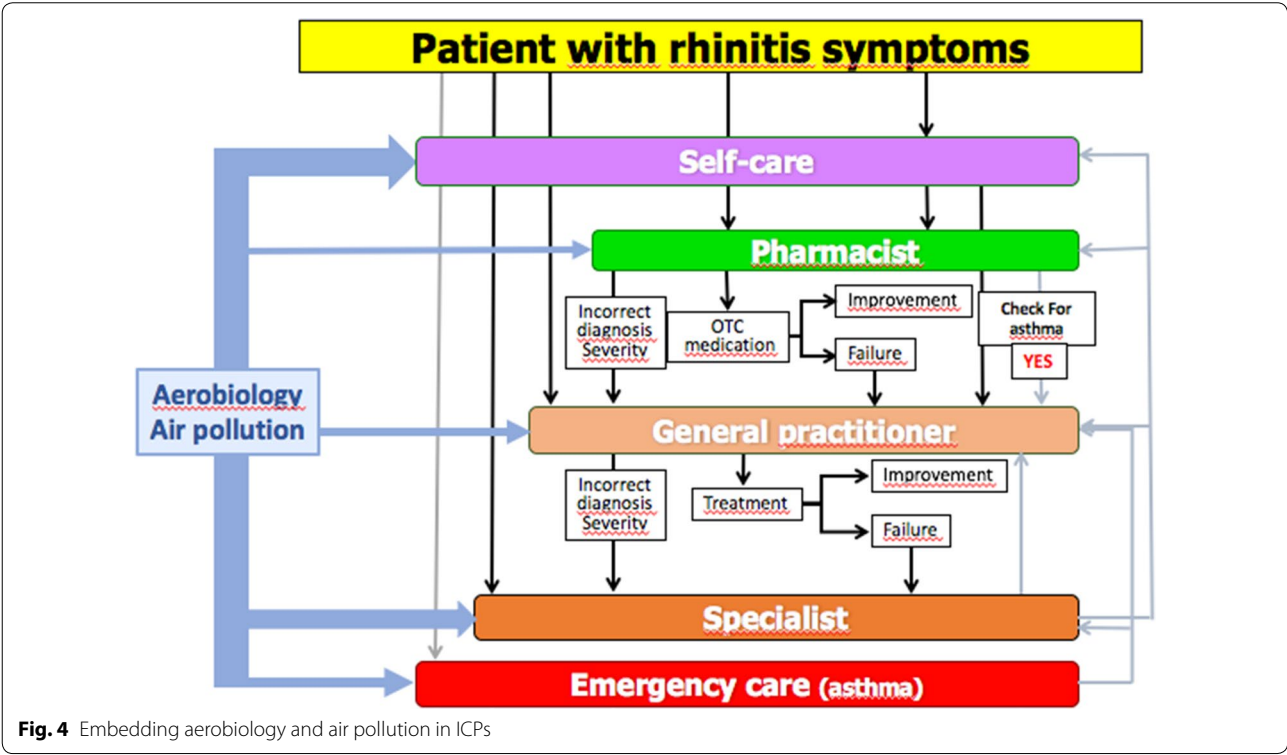 Patient with rhinitis symptoms
Self-care
Pharmacist
Incorrect
diagnosis
Severity
OTC
medication
Improvement
Failure
Check For
asthma
YES
Aerobiology
Air pollution
General practitioner
Incorrect
diagnosis
Severity
Treatment
Improvement
Failure
Specialist
Emergency care (asthma)
Fig. 4 Embedding aerobiology and air pollution in ICPs